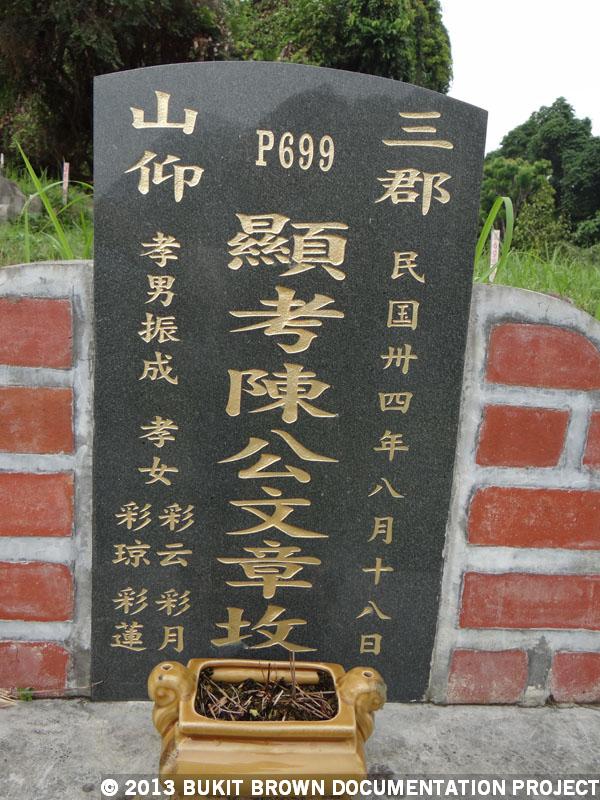 P699
三郡
民国卅四年八月十八日
顯考陳公文章坆
山仰
孝男振成 孝女
彩云 彩月
彩琼 彩蓮
© 2013 BUKIT BROWN DOCUMENTATION PROJECT